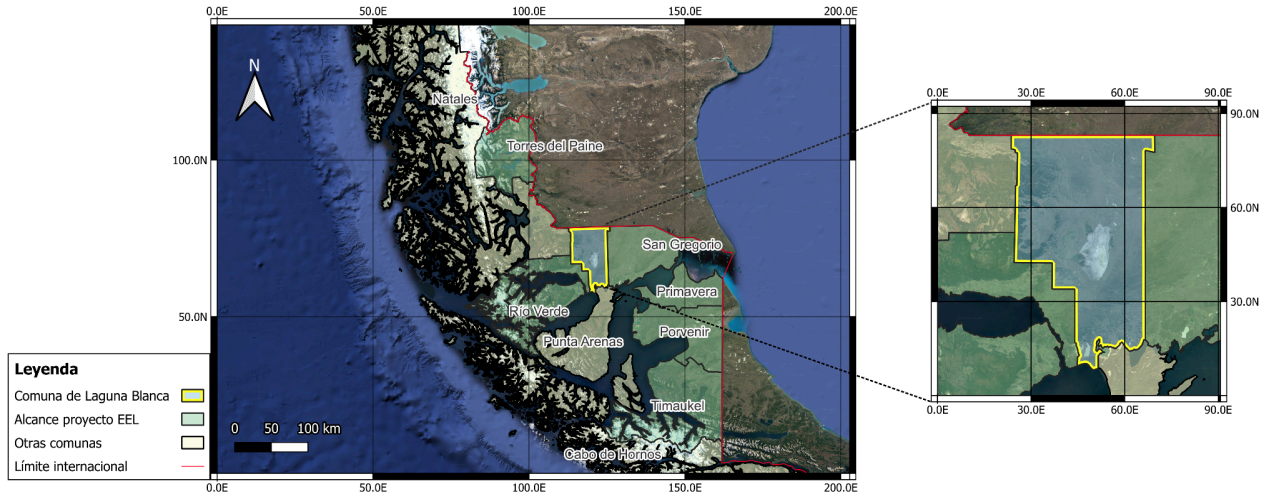 0.0E 50.0E 100.0E 150.0E 200.0E
N
Natales
Torres del Paine
100.0N 100.0N
San Gregorio
Primavera
Río Verde
50.0N 50.0N
Porvenir
Punta Arenas
Timaukel
Cabo de Hornos
0 50 100 km
0.0E 50.0E 100.0E 150.0E 200.0E
Leyenda
Comuna de Laguna Blanca
Alcance proyecto EEL
Otras comunas
Límite internacional
0.0E 30.0E 60.0E 90.0E
90.0N
60.0N
30.0N
0.0E 30.0E 60.0E 90.0E